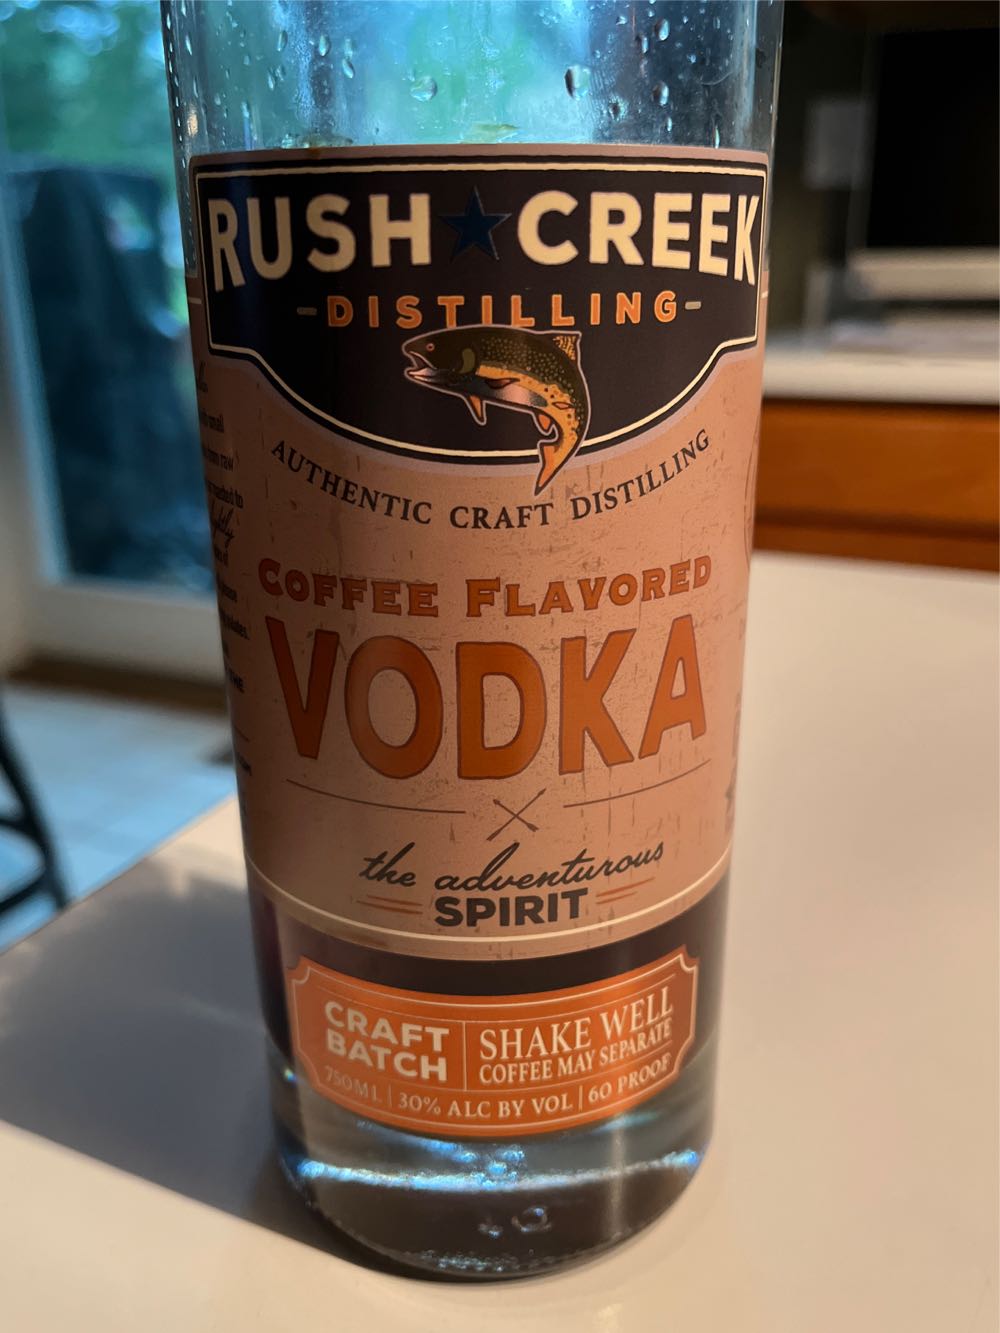 RUSH CREEK
DISTILLING
AUTHENTIC CRAFT DISTILLING
COFFEE FLAVORED
VODKA
the adventurous
SPIRIT
CRAFT
BATCH
SHAKE WELL
COFFEE MAY SEPARATE
750ML | 30% ALC BY VOL | 60 PROOF